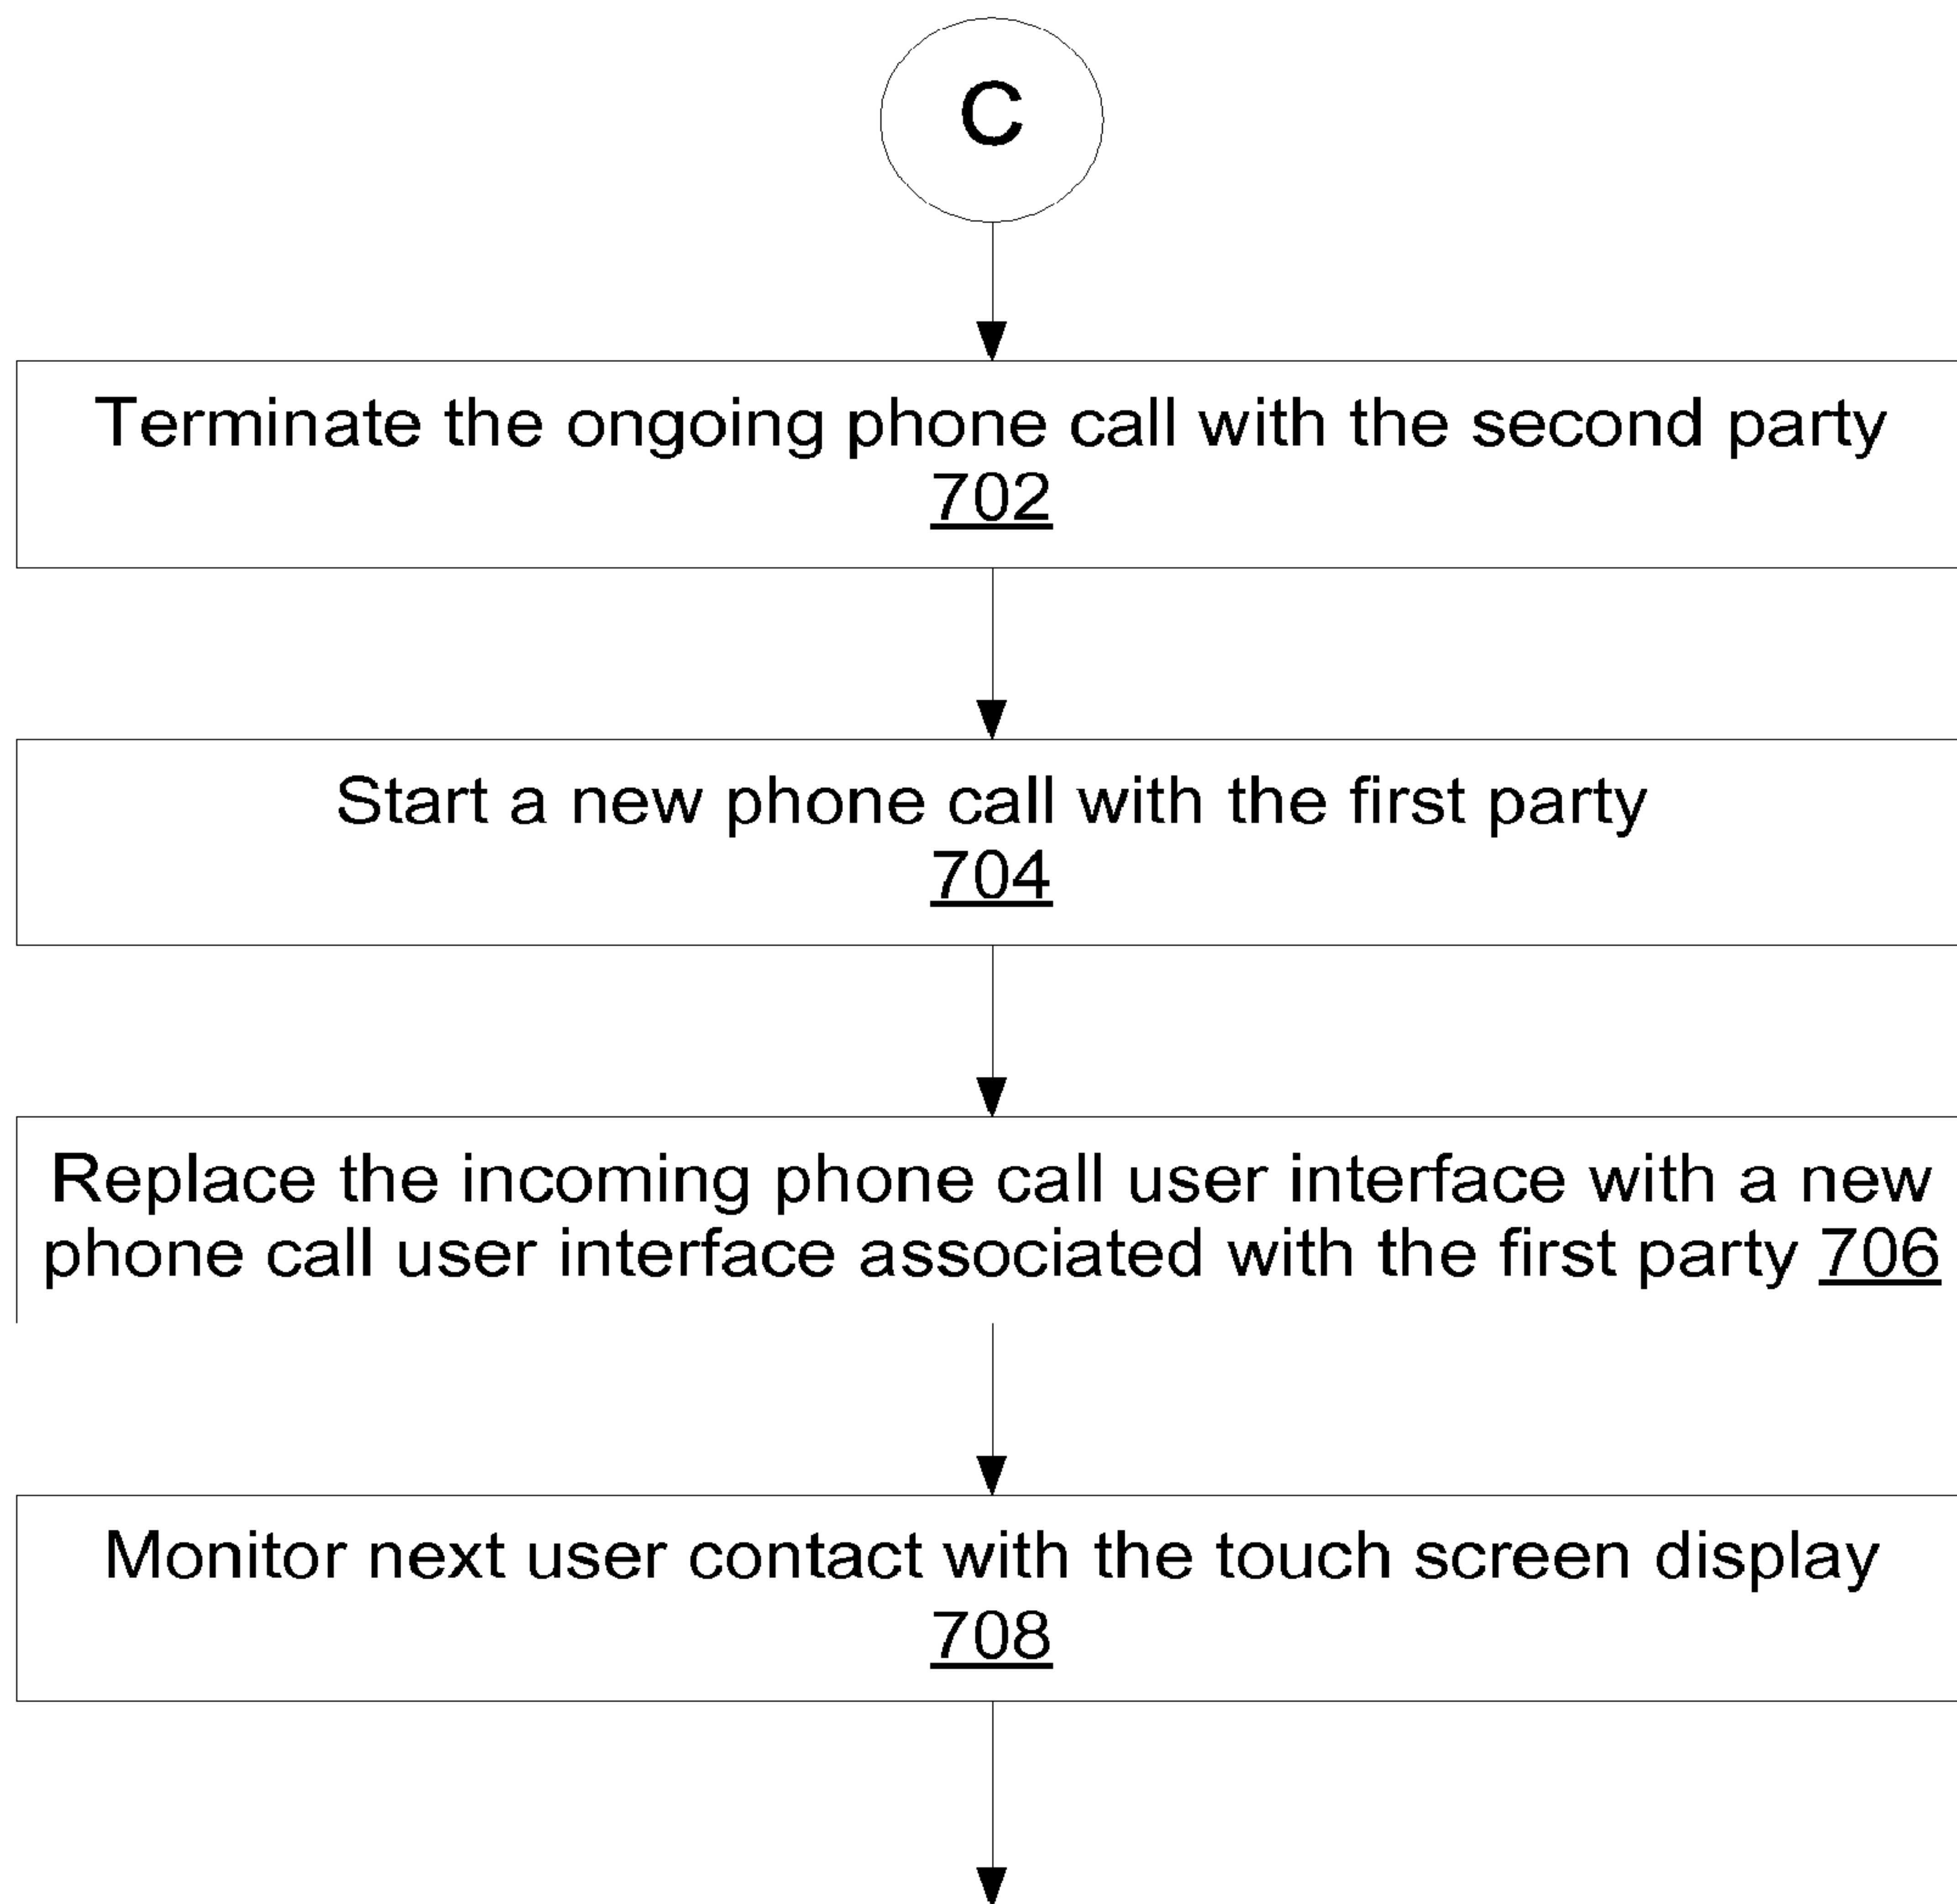 C
Terminate the ongoing phone call with the second party
702
Start a new phone call with the first party
704
Replace the incoming phone call user interface with a new
phone call user interface associated with the first party 706
Monitor next user contact with the touch screen display
708